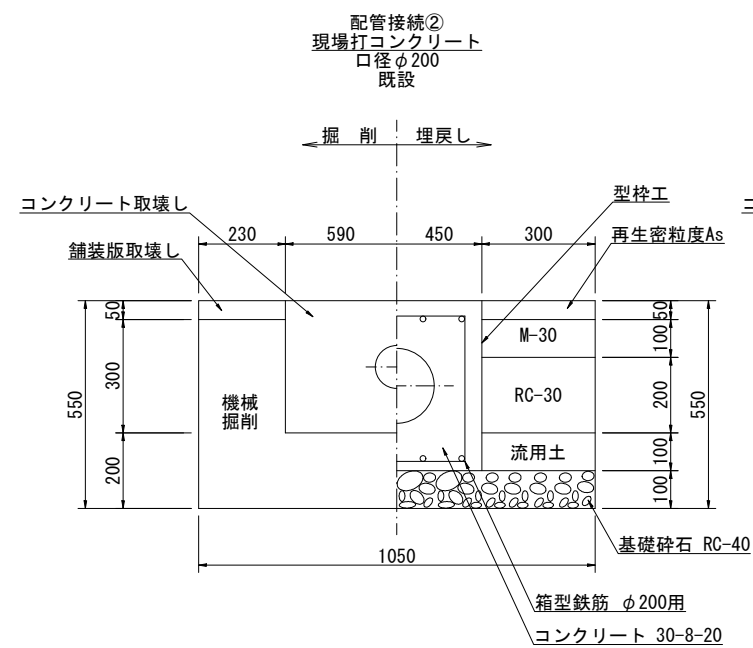 配管接続②
現場打コンクリート
口径φ200
既設
掘 削 埋戻し
型枠工
コンクリート取壊し
コ
230 590 450 300
再生密粒度As
舗装版取壊し
50
300
200
550
M-30
RC-30
機械
掘削
流用土
50
100
200
100
100
550
1050
基礎砕石 RC-40
箱型鉄筋 φ200用
コンクリート 30-8-20